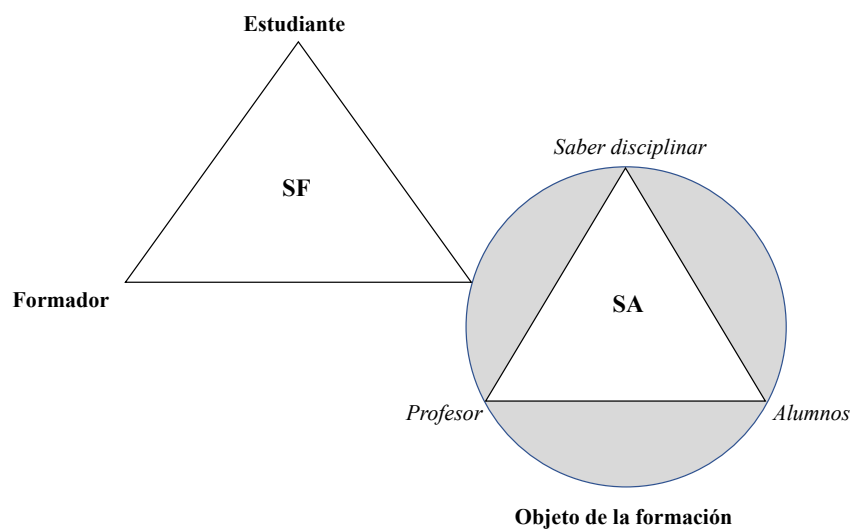 Estudiante
Saber disciplinar
SF
Formador
SA
Profesor
Alumnos
Objeto de la formación